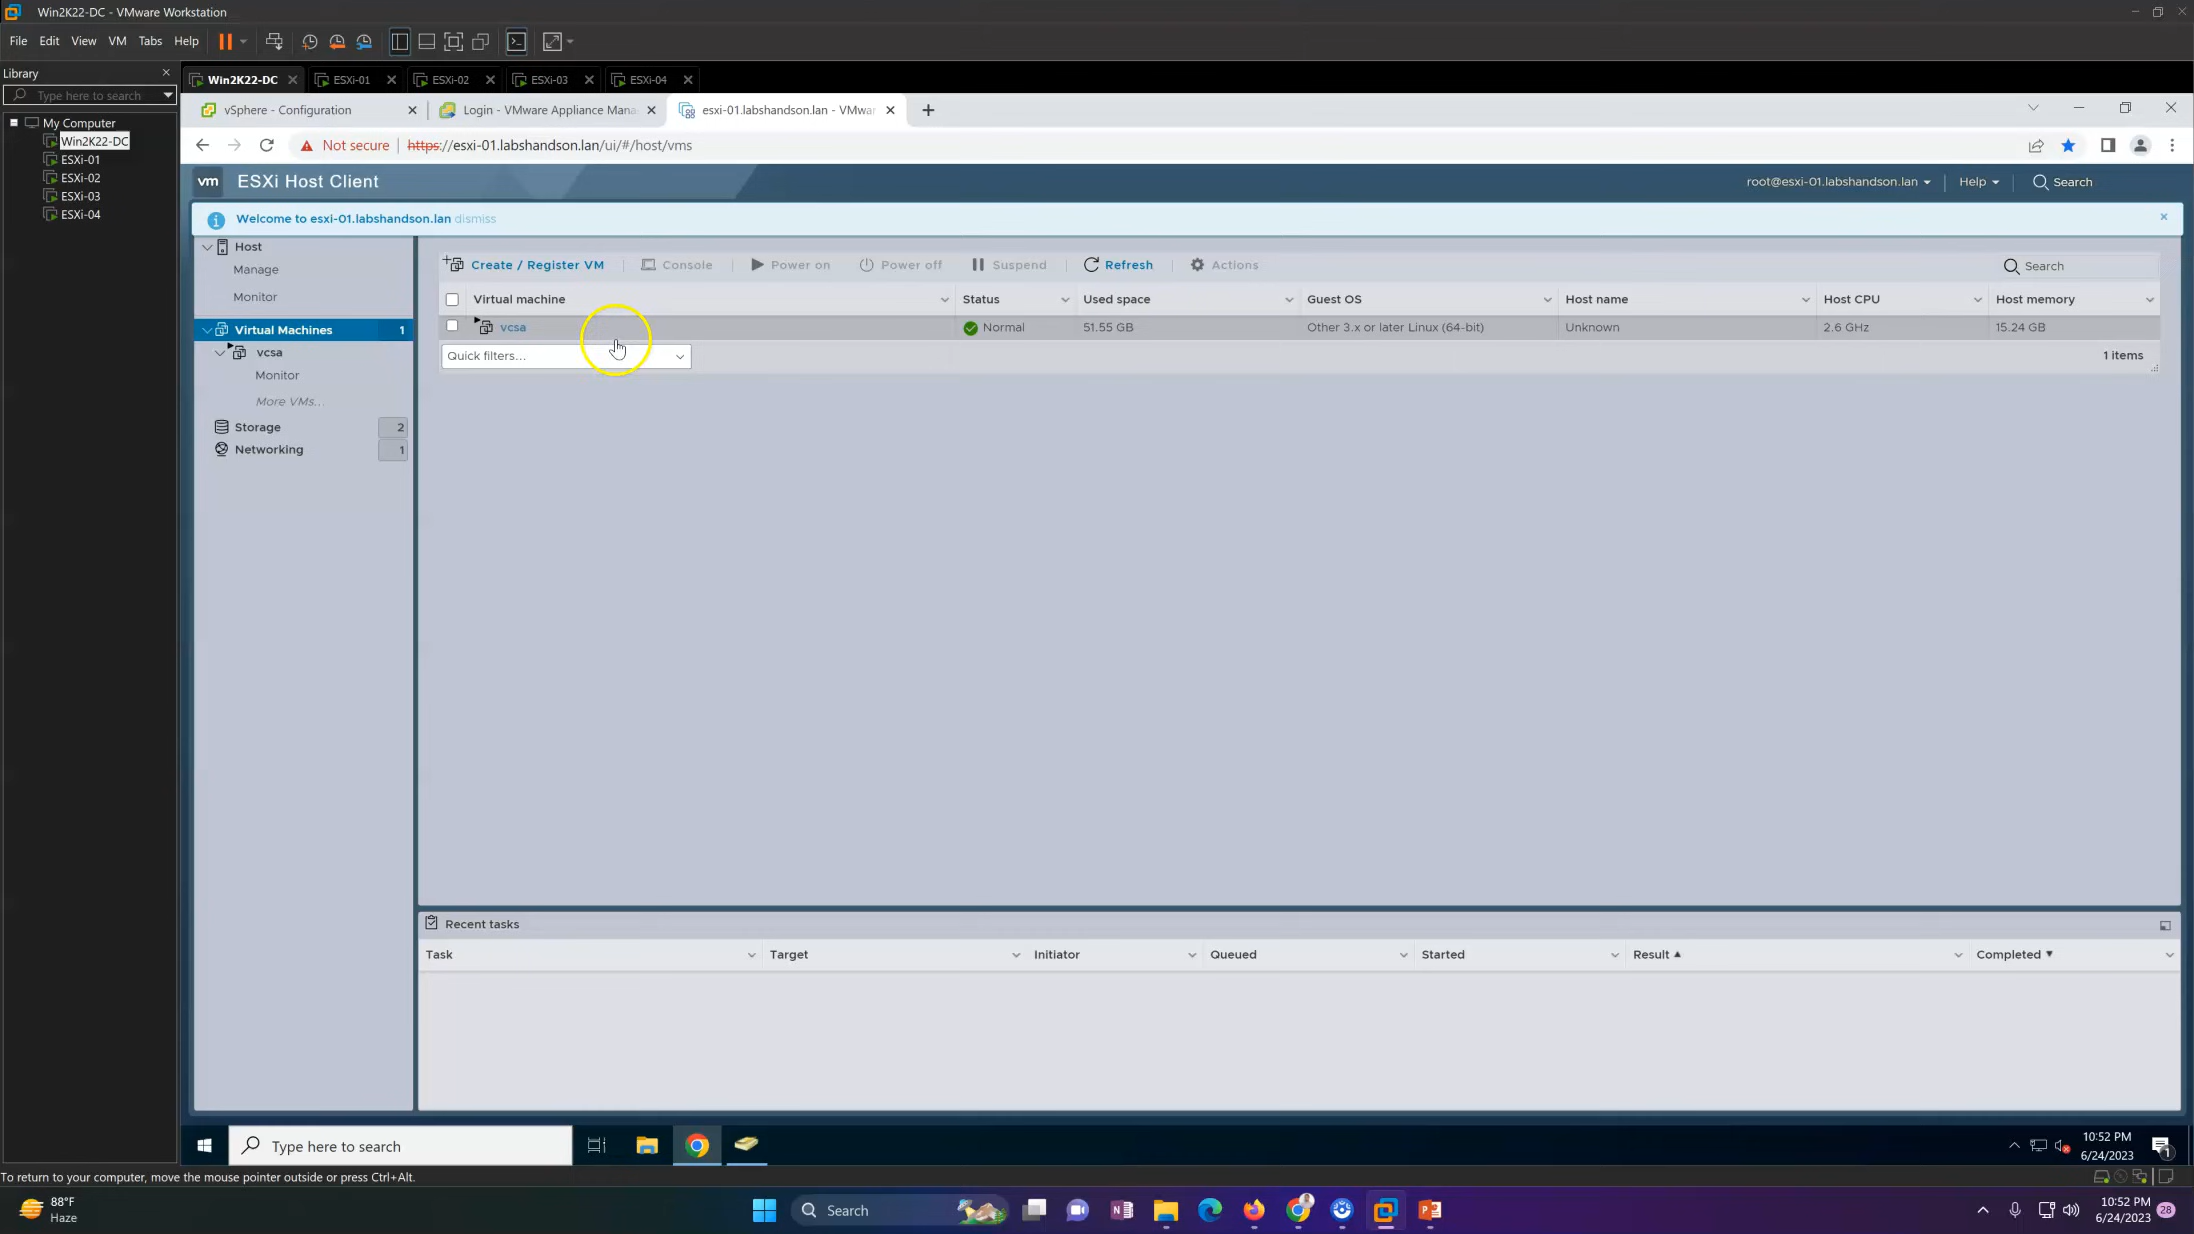 Win2K22-DC - VMware Workstation
File Edit View VM Tabs Help
Library
Type here to search
My Computer
Win2K22-DC
ESXi-01
ESXi-02
ESXi-03
ESXi-04
Win2K22-DC ESXi-01 ESXi-02 ESXi-03 ESXi-04
vSphere - Configuration Login - VMware Appliance Mana esxi-01.labshandson.lan - VMwar
Not secure https://esxi-01.labshandson.lan/ui/#/host/vms
vm ESXi Host Client root@esxi-01.labshandson.lan Help Search
Welcome to esxi-01.labshandson.lan dismiss
Host
Manage
Monitor
Virtual Machines 1
vcsa
Monitor
More VMs...
Storage 2
Networking 1
Create / Register VM Console Power on Power off Suspend Refresh Actions Search
Virtual machine Status Used space Guest OS Host name Host CPU Host memory
vcsa Normal 51.55 GB Other 3.x or later Linux (64-bit) Unknown 2.6 GHz 15.24 GB
Quick filters... 1 items
Recent tasks
Task Target Initiator Queued Started Result Completed
Type here to search
10:52 PM
6/24/2023
1
To return to your computer, move the mouse pointer outside or press Ctrl+Alt.
88°F
Haze
Search
10:52 PM
6/24/2023
28